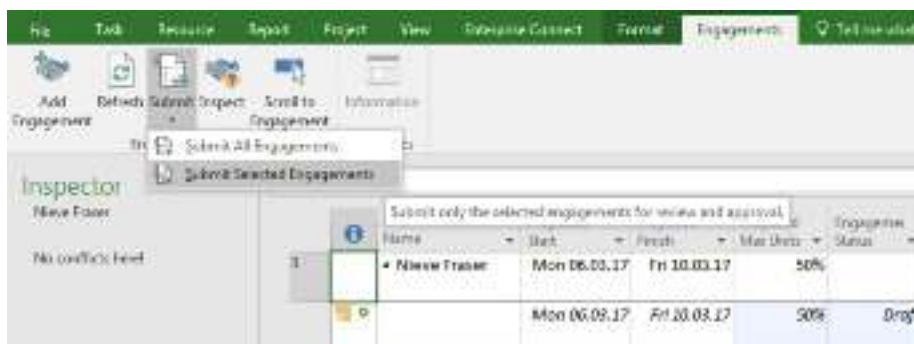 File Task Resource Report Project View Enterprise Connect Format Engagements Tell me what
Add Engagement Refresh Submit Inspect Scroll to Engagement Information
Submit All Engagements
Submit Selected Engagements
Inspector
Nieve Fraser
No conflicts here!
Submit only the selected engagements for review and approval.
Name Start Finish Max Units Engagement Status
Nieve Fraser Mon 06.03.17 Fri 10.03.17 50%
Mon 06.03.17 Fri 10.03.17 50% Draf